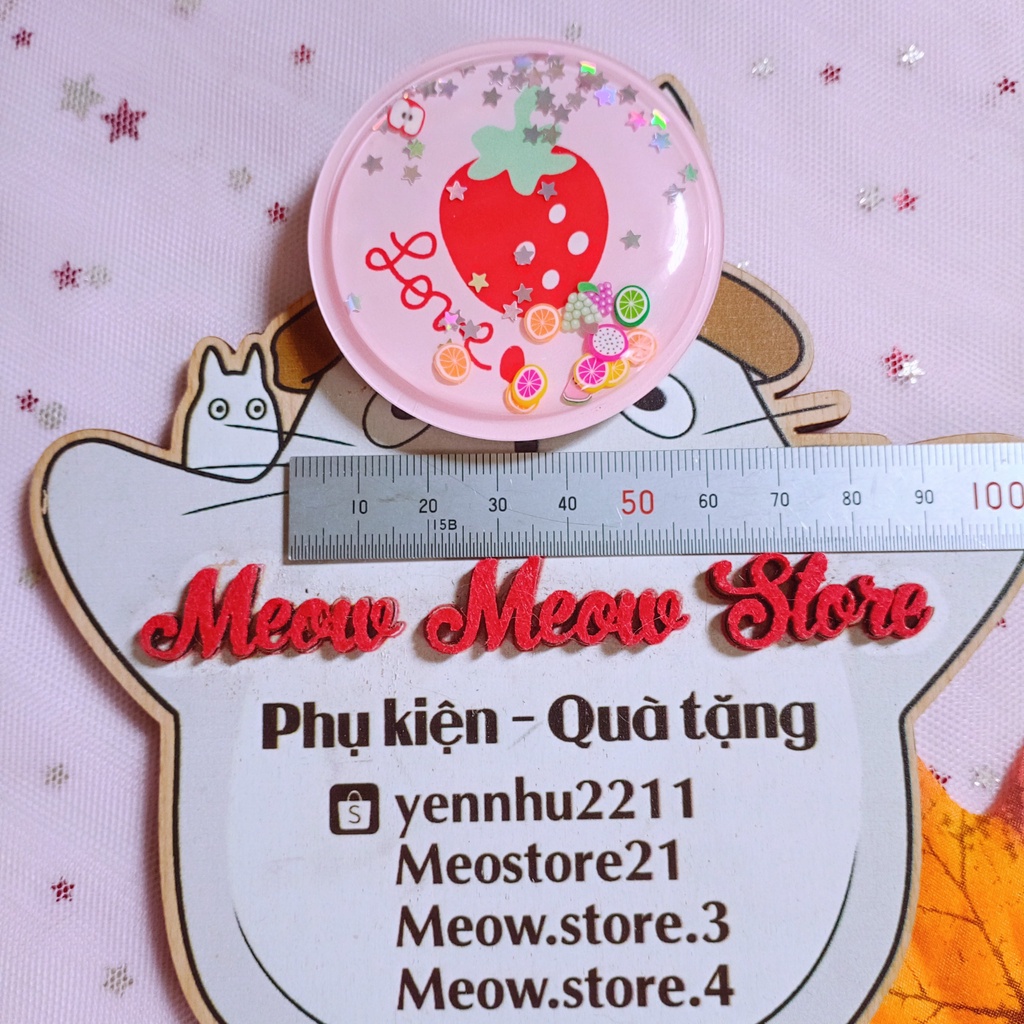 Love
10 20 30 40 50 60 70 80 90 100
15B
Meow Meow Store
Phụ kiện - Quà tặng
S yennhu2211
Meostore21
Meow.store.3
Meow.store.4